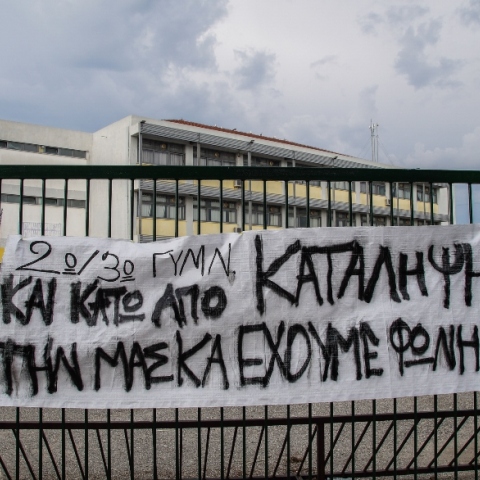 2ο/3ο ΓΥΜΝ. ΚΑΤΑΛΗΨΗ
ΚΑΙ ΚΑΤΩ ΑΠΟ
ΤΗΝ ΜΑΣΚΑ ΕΧΟΥΜΕ ΦΩΝΗ